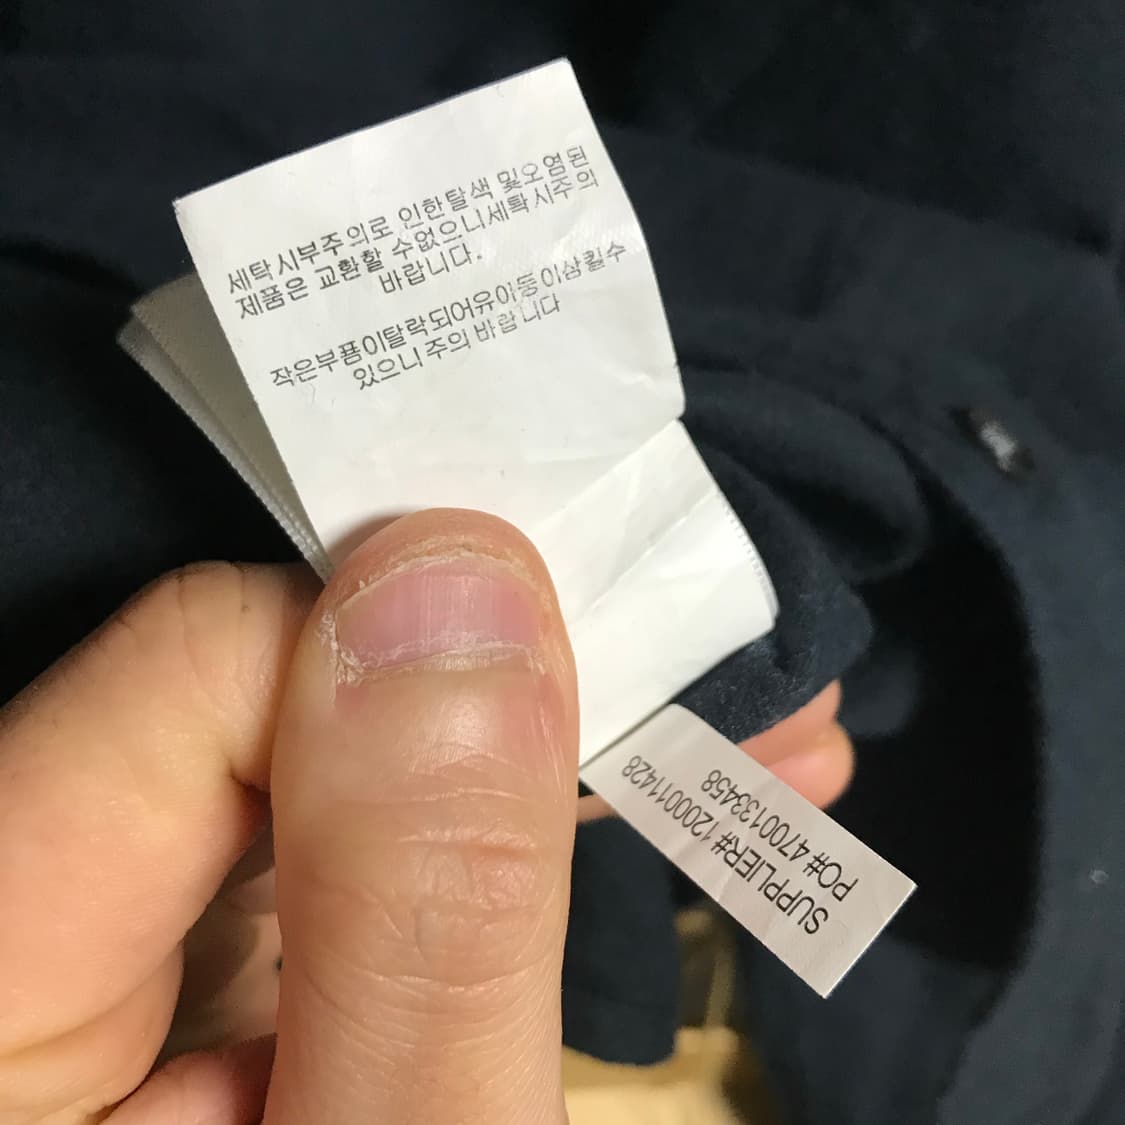 세탁시부주의로 인한탈색 및오염된
제품은 교환할 수없으니세탁시주의
바랍니다.
작은부품이탈락되어유아등이삼킬수
있으니주의 바랍니다
SUPPLIER# 1200011428
PO# 4700133458